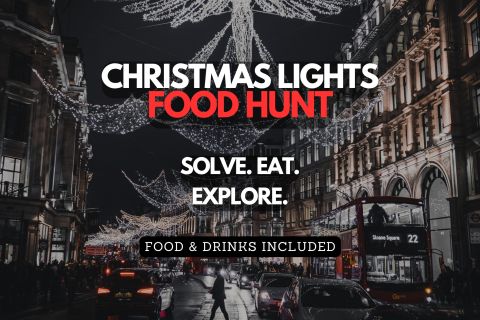 CHRISTMAS LIGHTS
FOOD HUNT
SOLVE. EAT.
EXPLORE.
FOOD & DRINKS INCLUDED
Sloane Square 22